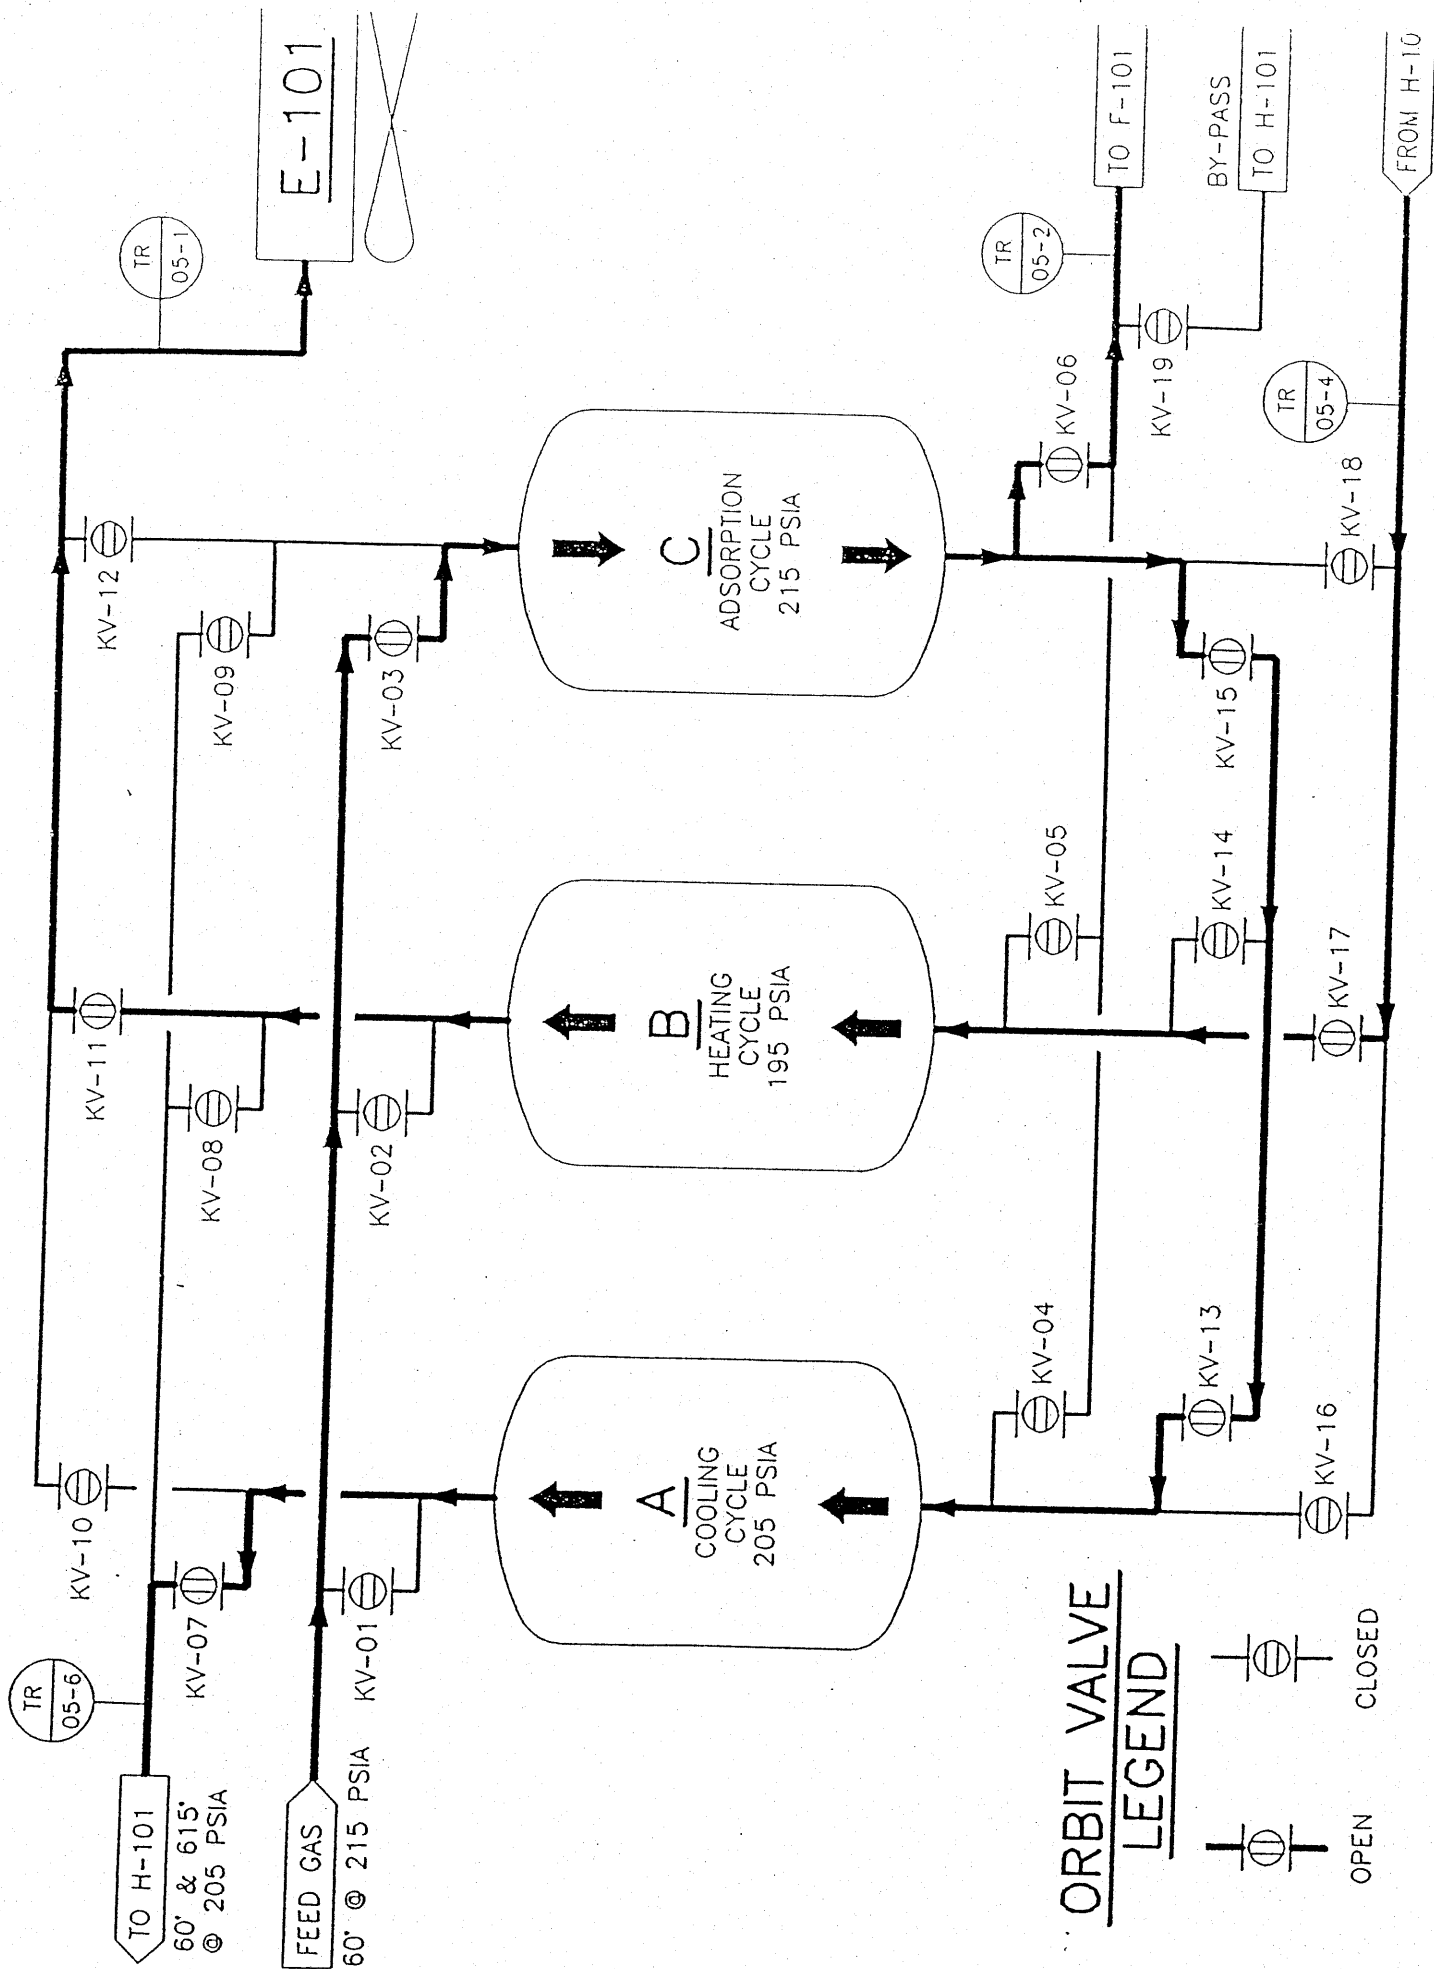 TO H-101
60° & 615°
@ 205 PSIA
TR
05-6
FEED GAS
60° @ 215 PSIA
KV-10
KV-07
KV-01
KV-11
KV-08
KV-02
KV-12
KV-09
KV-03
TR
05-1
E-101
A
COOLING
CYCLE
205 PSIA
B
HEATING
CYCLE
195 PSIA
C
ADSORPTION
CYCLE
215 PSIA
KV-04
KV-13
KV-16
KV-05
KV-14
KV-17
KV-06
KV-15
KV-18
KV-19
TR
05-2
TR
05-4
TO F-101
BY-PASS
TO H-101
FROM H-10
ORBIT VALVE
LEGEND
OPEN
CLOSED